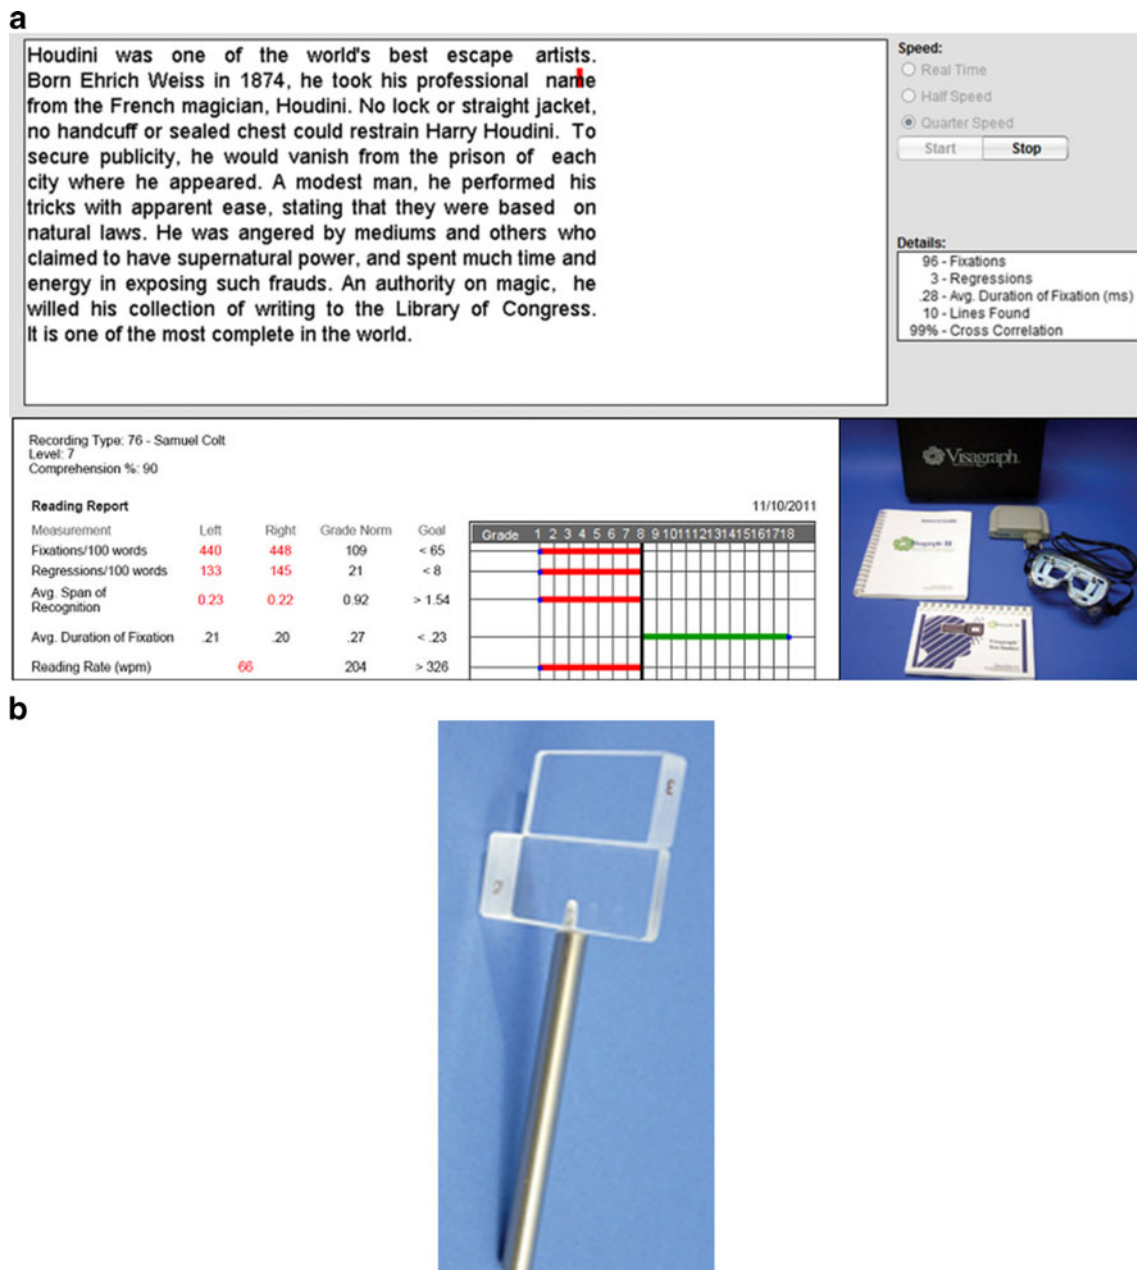 a
Houdini was one of the world's best escape artists.
Born Ehrich Weiss in 1874, he took his professional name
from the French magician, Houdini. No lock or straight jacket,
no handcuff or sealed chest could restrain Harry Houdini. To
secure publicity, he would vanish from the prison of each
city where he appeared. A modest man, he performed his
tricks with apparent ease, stating that they were based on
natural laws. He was angered by mediums and others who
claimed to have supernatural power, and spent much time and
energy in exposing such frauds. An authority on magic, he
willed his collection of writing to the Library of Congress.
It is one of the most complete in the world.
Speed:
Real Time
Half Speed
Quarter Speed
Start Stop
Details:
96 - Fixations
3 - Regressions
.28 - Avg. Duration of Fixation (ms)
10 - Lines Found
99% - Cross Correlation
Recording Type: 76 - Samuel Colt
Level: 7
Comprehension %: 90
Reading Report 11/10/2011
Measurement Left Right Grade Norm Goal
Grade 1 2 3 4 5 6 7 8 9 10 11 12 13 14 15 16 17 18
Fixations/100 words 440 448 109 < 65
Regressions/100 words 133 145 21 < 8
Avg. Span of
Recognition 0.23 0.22 0.92 > 1.54
Avg. Duration of Fixation .21 .20 .27 < .23
Reading Rate (wpm) 66 204 > 326
Visagraph
b
3
2